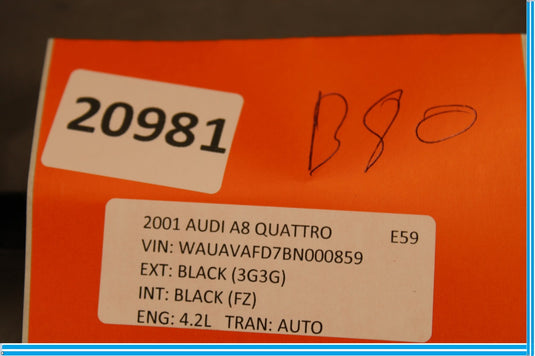 20981
B80
2001 AUDI A8 QUATTRO E59
VIN: WAUAVAFD7BN000859
EXT: BLACK (3G3G)
INT: BLACK (FZ)
ENG: 4.2L TRAN: AUTO